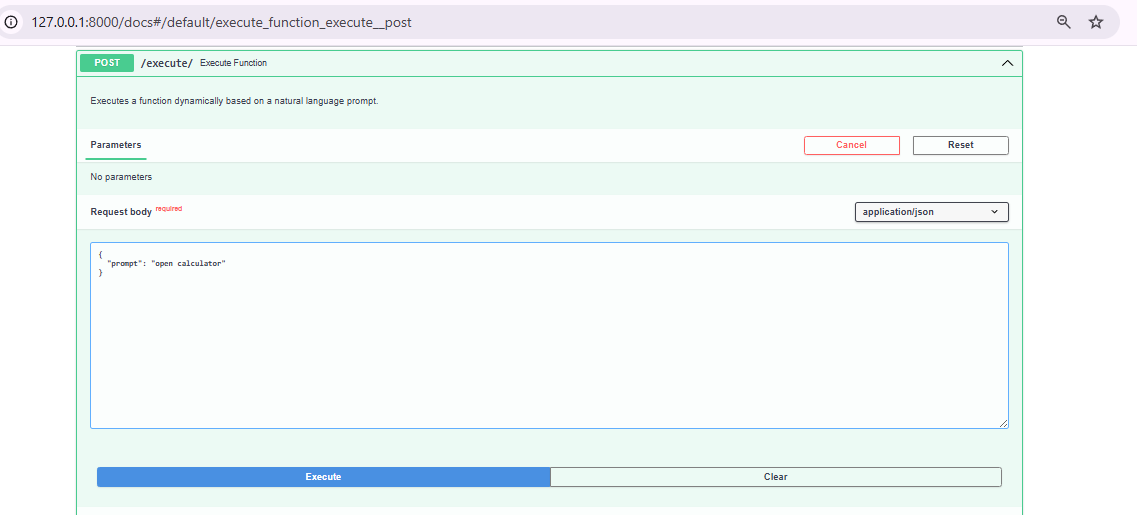 127.0.0.1:8000/docs#/default/execute_function_execute__post
POST /execute/ Execute Function
Executes a function dynamically based on a natural language prompt.
Parameters Cancel Reset
No parameters
Request body required application/json
{
"prompt": "open calculator"
}
Execute Clear